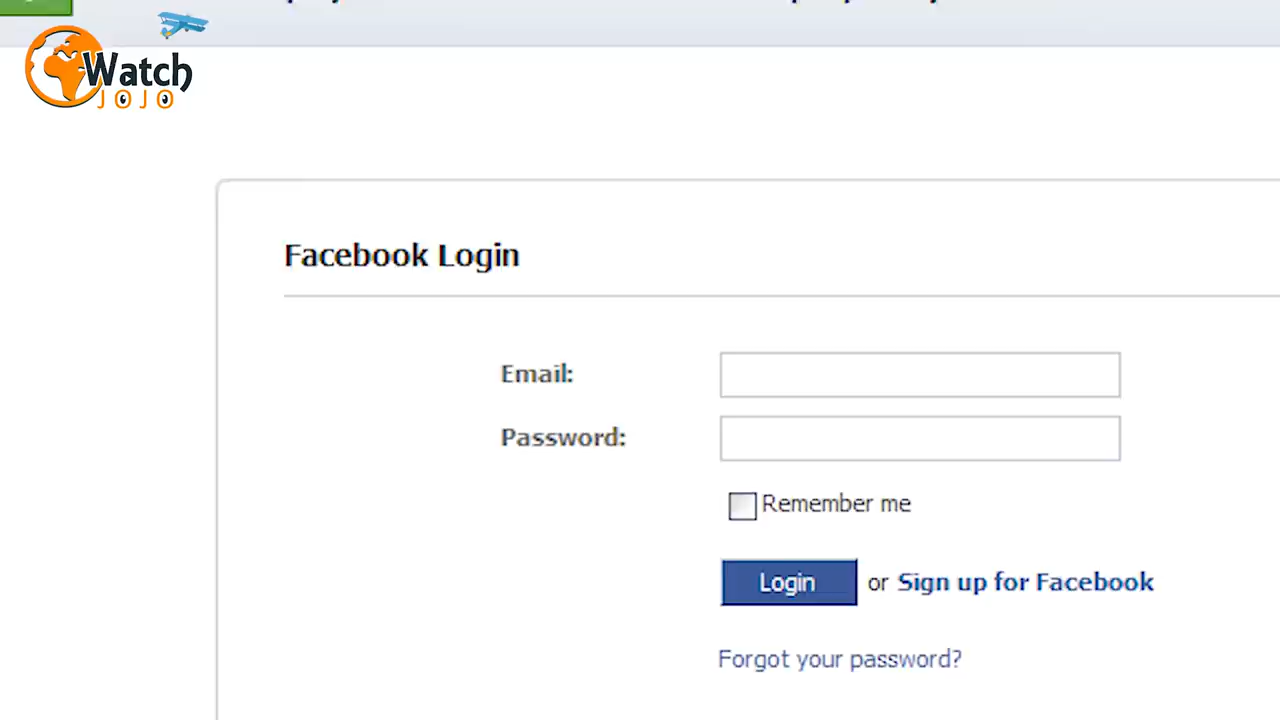 Watch
JOJO
Facebook Login
Email:
Password:
Remember me
Login or Sign up for Facebook
Forgot your password?